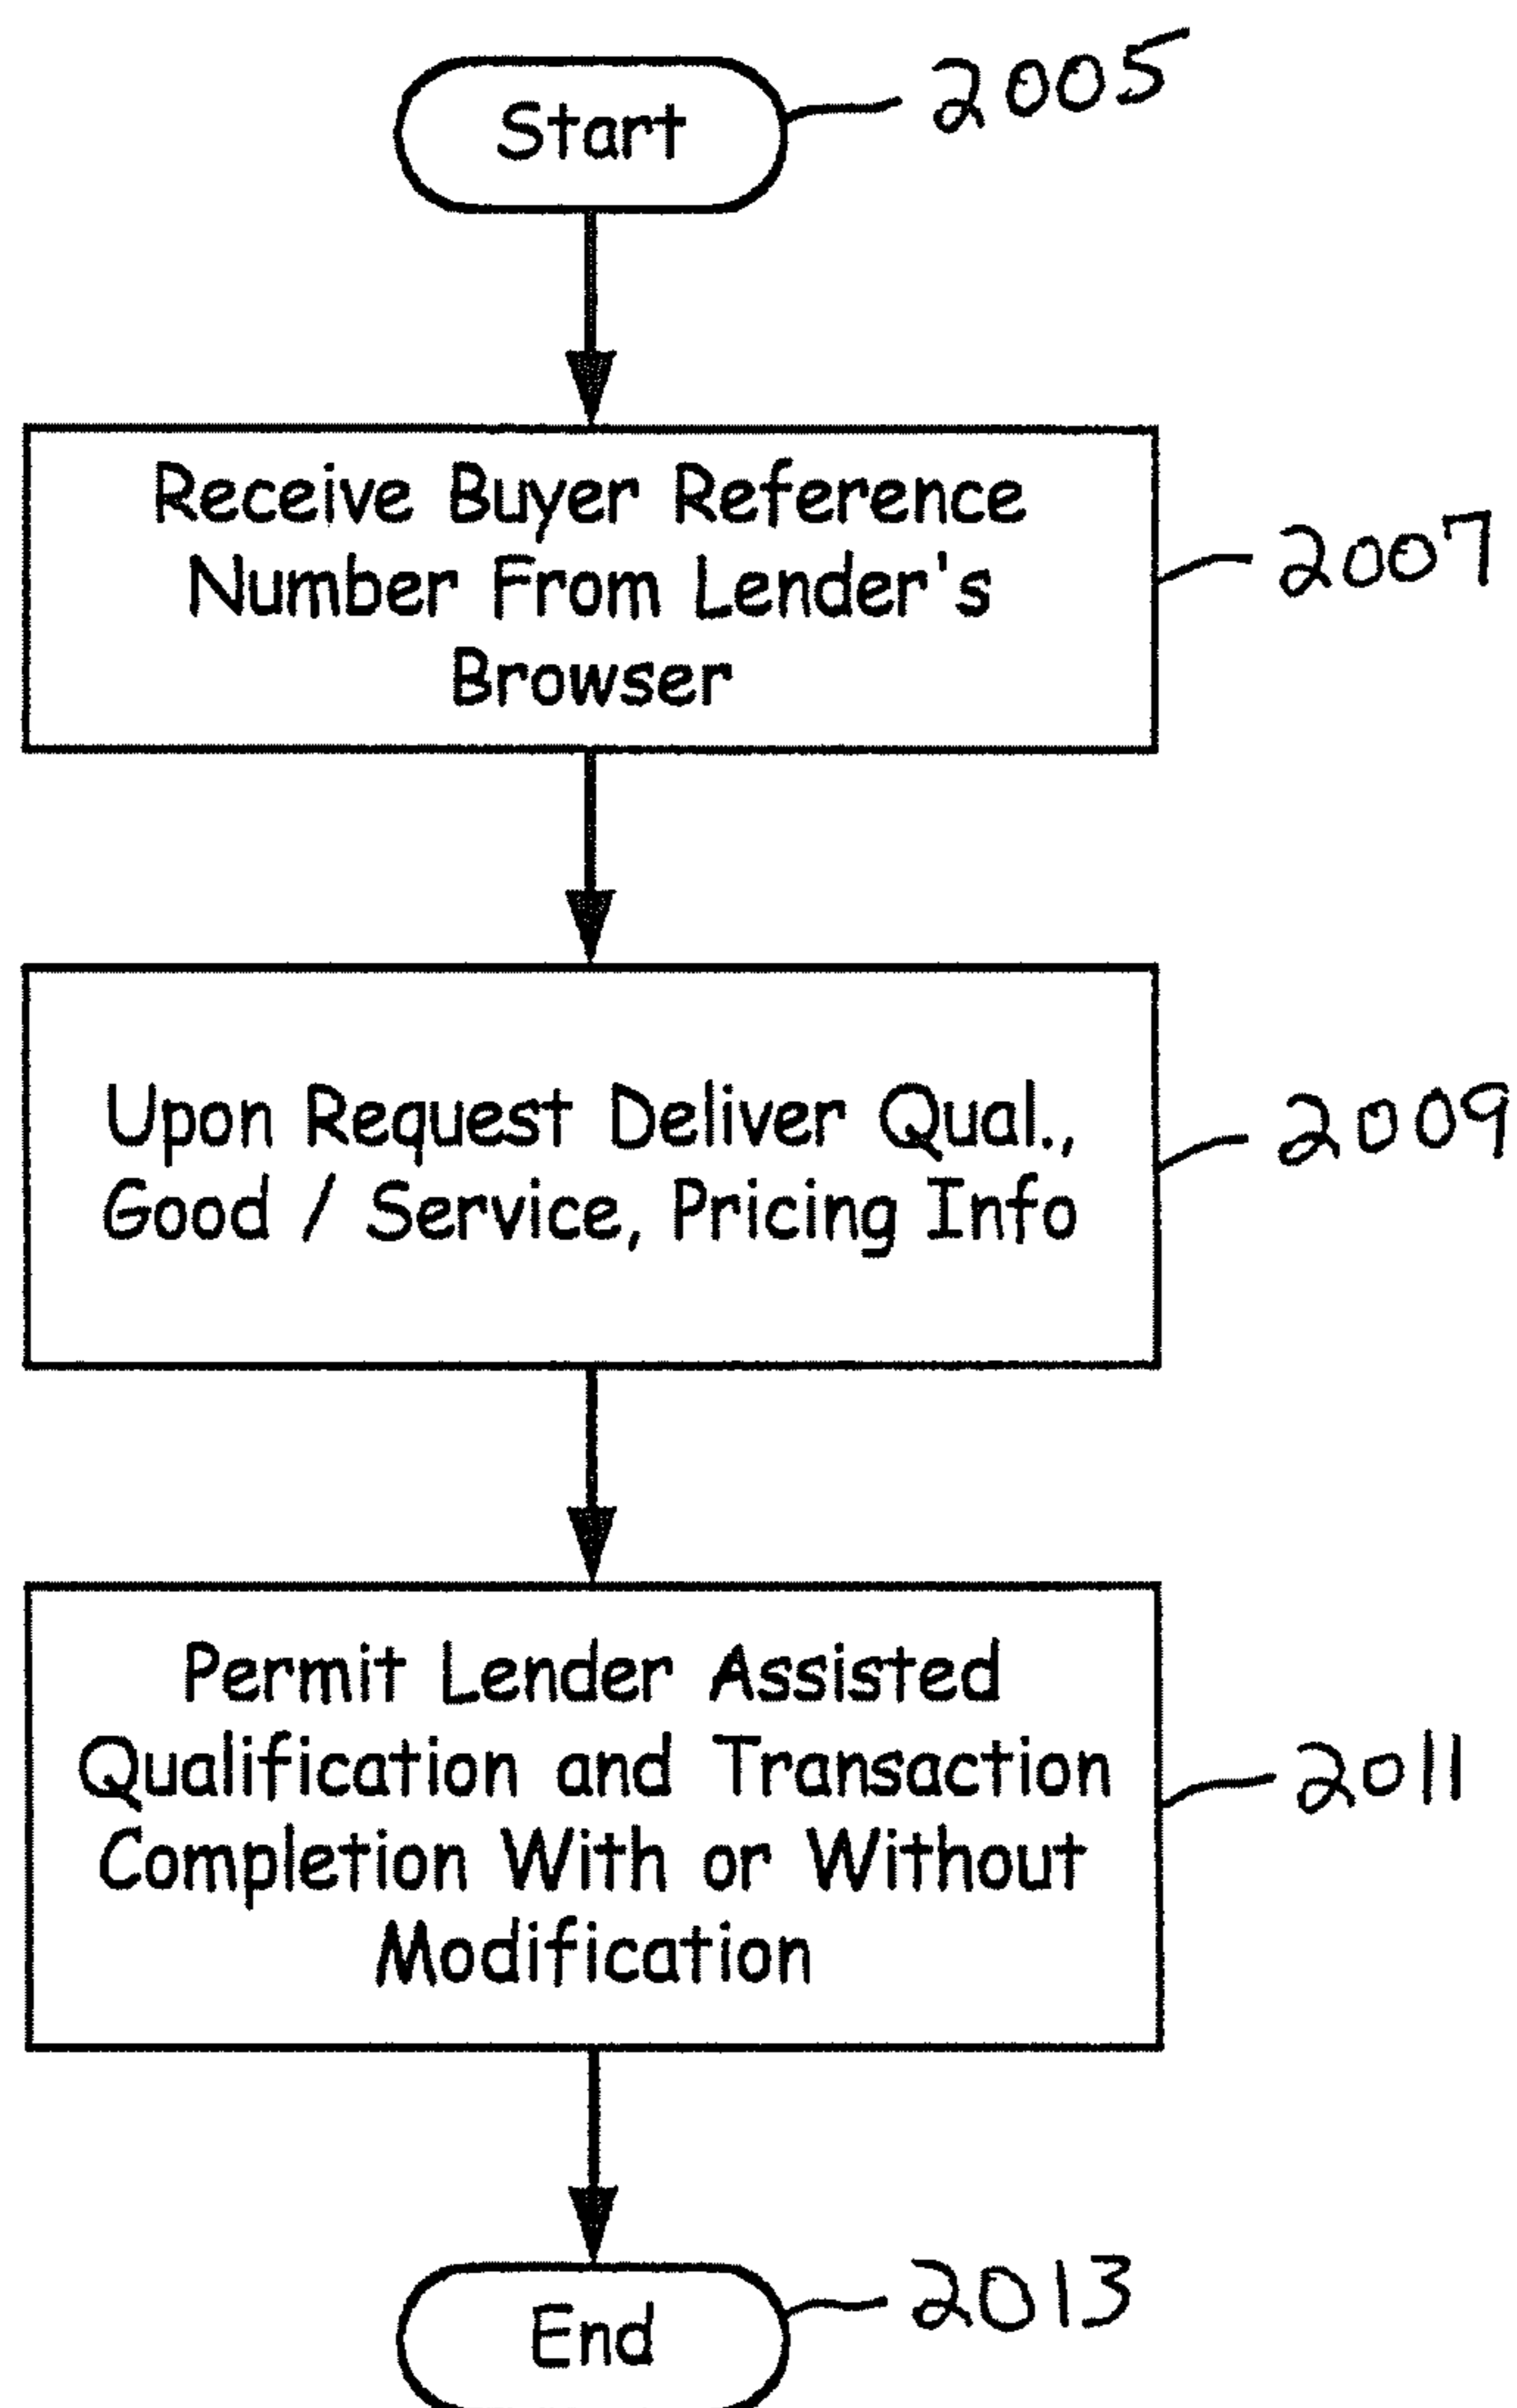 Start
2005
Receive Buyer Reference
Number From Lender's
Browser
2007
Upon Request Deliver Qual.,
Good / Service, Pricing Info
2009
Permit Lender Assisted
Qualification and Transaction
Completion With or Without
Modification
2011
End
2013